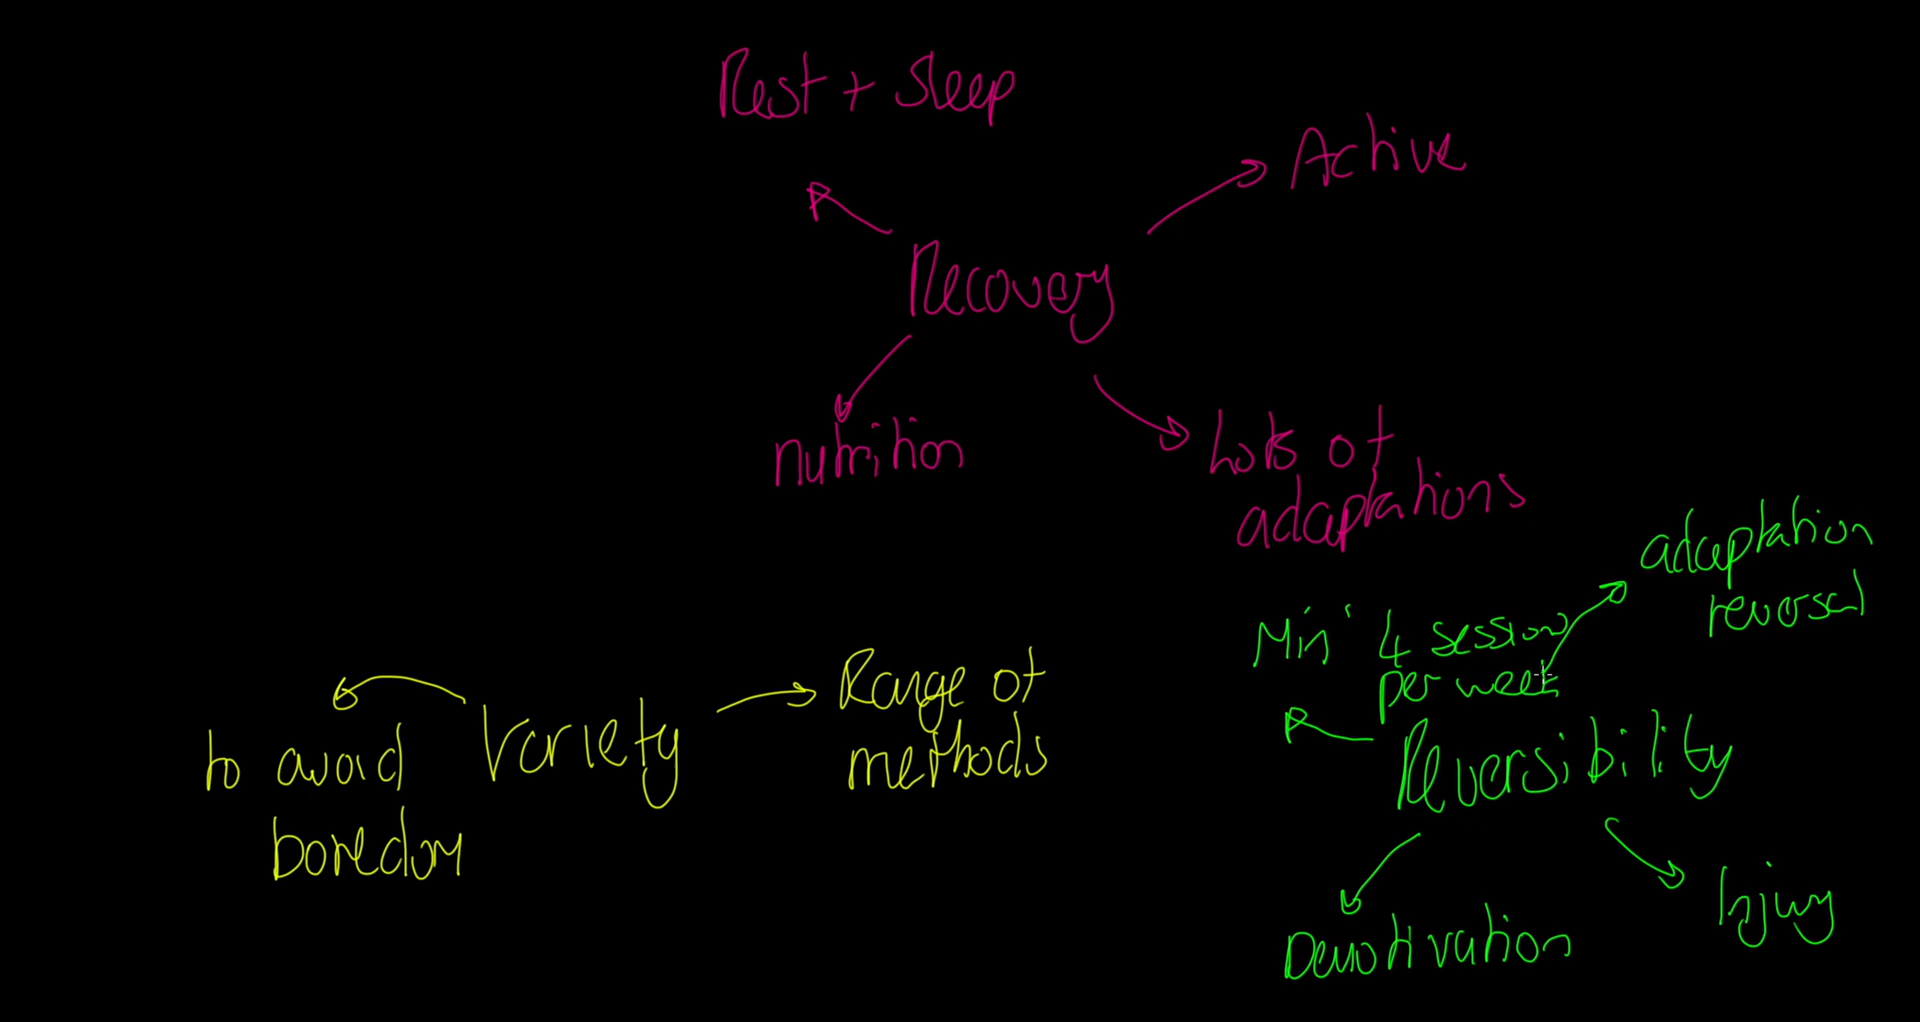 Rest + Sleep
Active
Recovery
nutrition
Lots of
adaptations
adaptation
reversal
Min' 4 session
per week
Reversibility
Demotivation
Injury
Variety
Range of
methods
to avoid
boredom